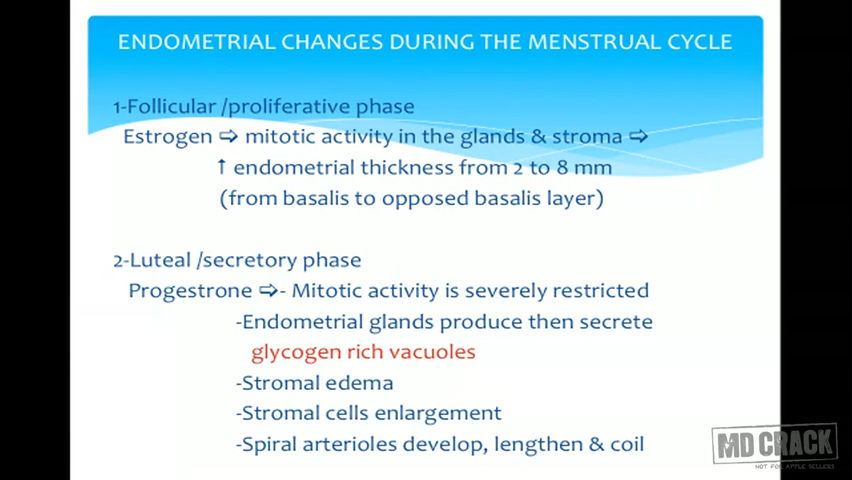 ENDOMETRIAL CHANGES DURING THE MENSTRUAL CYCLE
1-Follicular /proliferative phase
Estrogen ⇨ mitotic activity in the glands & stroma ⇨
↑ endometrial thickness from 2 to 8 mm
(from basalis to opposed basalis layer)
2-Luteal /secretory phase
Progestrone ⇨- Mitotic activity is severely restricted
-Endometrial glands produce then secrete
glycogen rich vacuoles
-Stromal edema
-Stromal cells enlargement
-Spiral arterioles develop, lengthen & coil
MD CRACK
NOT FOR APPLE SELLERS